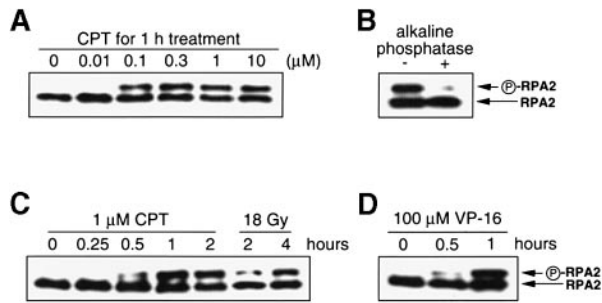 A
CPT for 1 h treatment
0 0.01 0.1 0.3 1 10 (µM)
B
alkaline
phosphatase
- +
Ⓟ-RPA2
RPA2
C
1 µM CPT 18 Gy
0 0.25 0.5 1 2 2 4 hours
D
100 µM VP-16
0 0.5 1 hours
Ⓟ-RPA2
RPA2